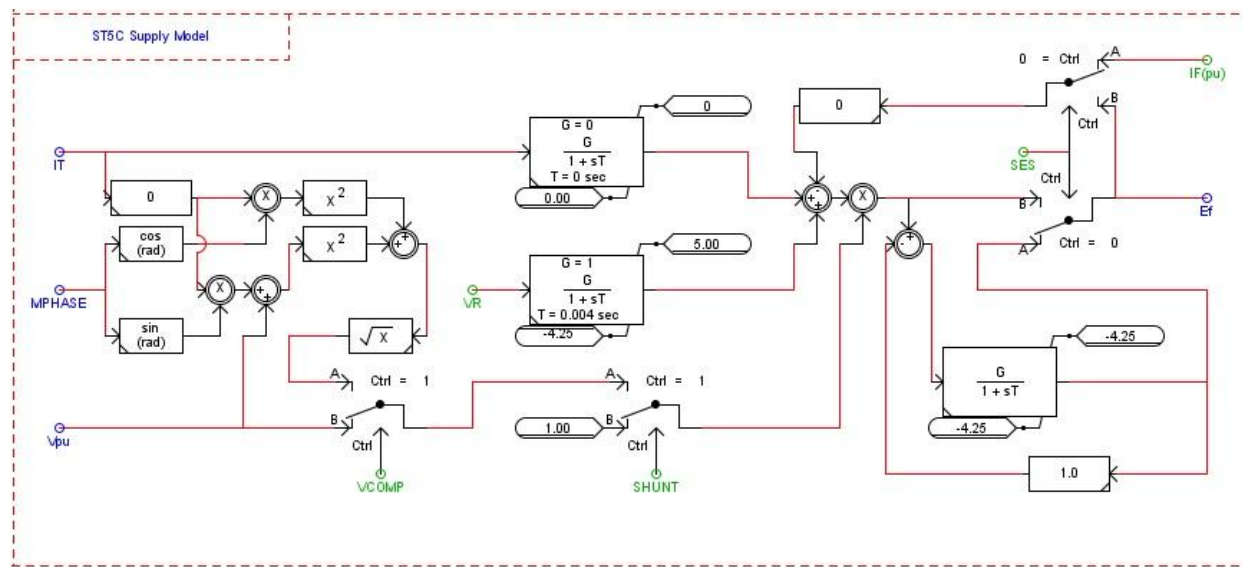 ST5C Supply Model
0 = Ctrl
A
IF(pu)
0
0
B
G = 0
G
1 + sT
T = 0 sec
Ctrl
IT
SES
0
X
X 2
0.00
-
+
+
X
Ctrl
B
Ef
cos
(rad)
X 2
+
+
5.00
-
+
A
Ctrl = 0
G = 1
G
1 + sT
T = 0.004 sec
MPHASE
X
+
+
VR
sin
(rad)
√x
-4.25
-4.25
G
1 + sT
A
Ctrl = 1
A
Ctrl = 1
B
1.00
B
-4.25
Vpu
Ctrl
Ctrl
1.0
VCOMP
SHUNT